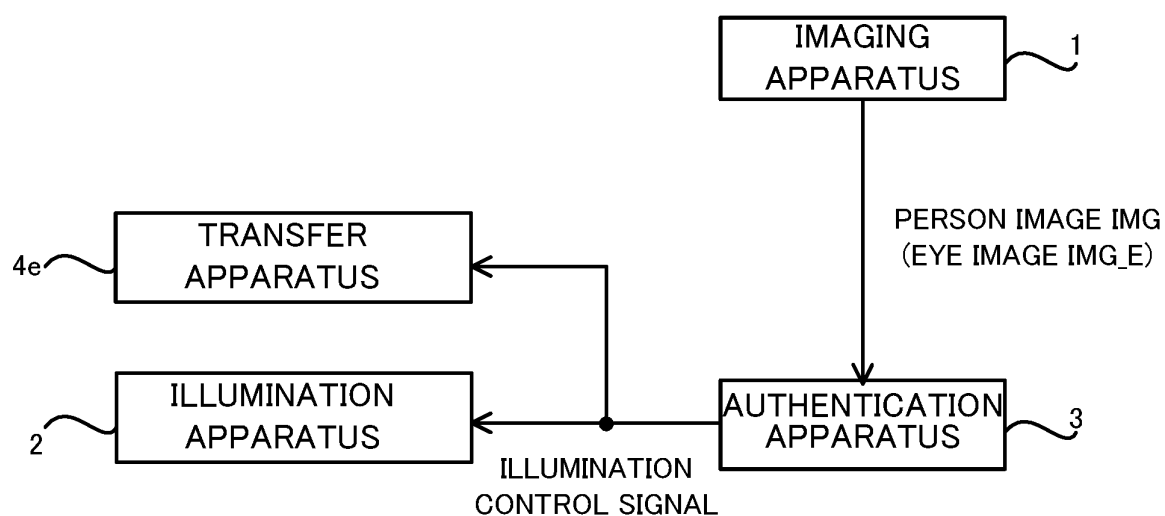 IMAGING
APPARATUS
1
PERSON IMAGE IMG
(EYE IMAGE IMG_E)
TRANSFER
APPARATUS
4e
ILLUMINATION
APPARATUS
2
AUTHENTICATION
APPARATUS
3
ILLUMINATION
CONTROL SIGNAL